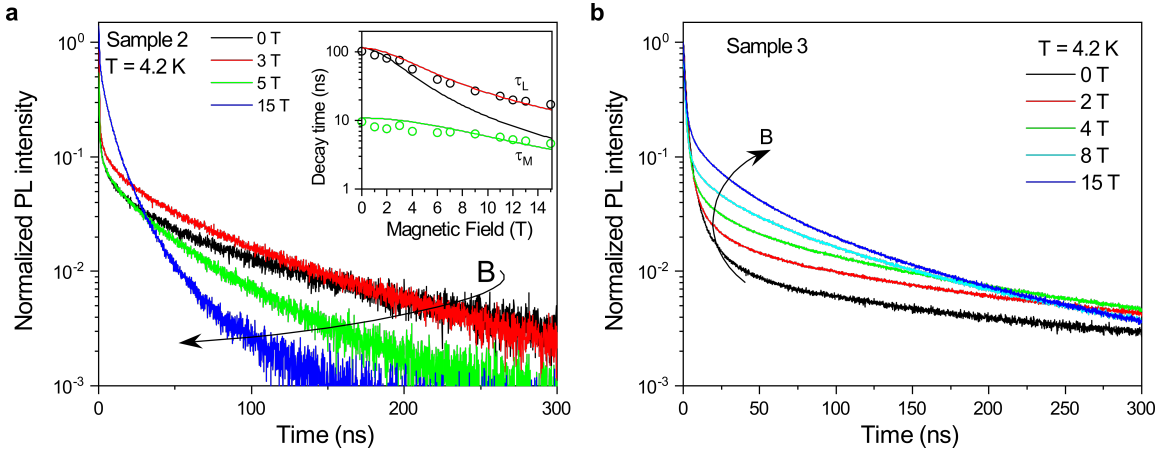 a
Sample 2
T = 4.2 K
0 T
3 T
5 T
15 T
Normalized PL intensity
10⁰
10⁻¹
10⁻²
10⁻³
0
100
200
300
Time (ns)
B
Decay time (ns)
100
10
1
τL
τM
0 2 4 6 8 10 12 14
Magnetic Field (T)
b
Sample 3
T = 4.2 K
0 T
2 T
4 T
8 T
15 T
B
Normalized PL intensity
10⁰
10⁻¹
10⁻²
10⁻³
0 50 100 150 200 250 300
Time (ns)